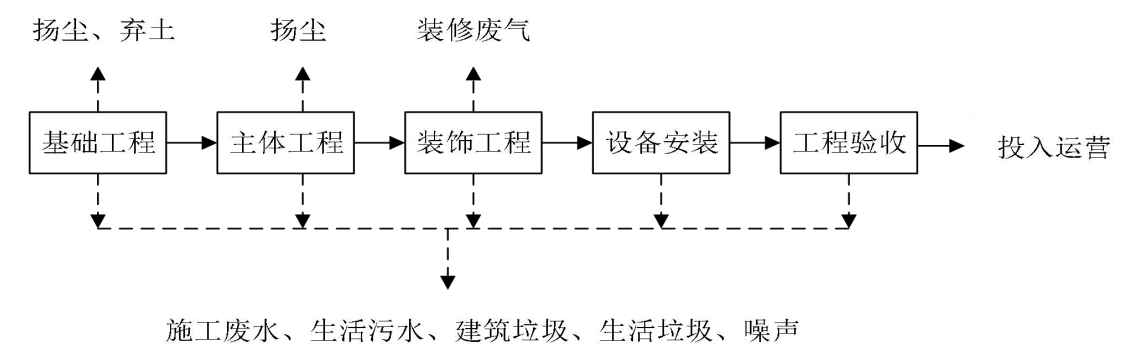 扬尘、弃土
扬尘
装修废气
基础工程
主体工程
装饰工程
设备安装
工程验收
投入运营
施工废水、生活污水、建筑垃圾、生活垃圾、噪声